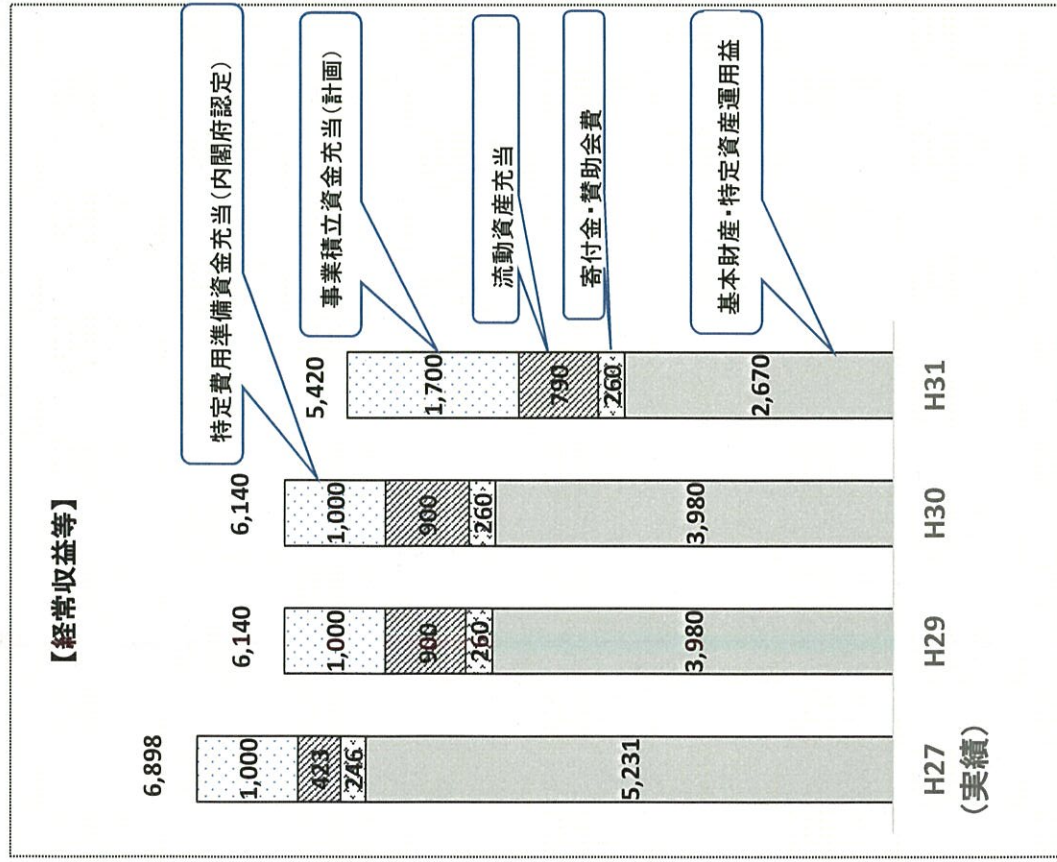 【経常収益等】
特定費用準備資金充当(内閣府認定)
事業積立資金充当(計画)
流動資産充当
寄付金・賛助会費
基本財産・特定資産運用益
6,898
1,000
423
246
5,231
H27
(実績)
6,140
1,000
900
260
3,980
H29
6,140
1,000
900
260
3,980
H30
5,420
1,700
790
260
2,670
H31